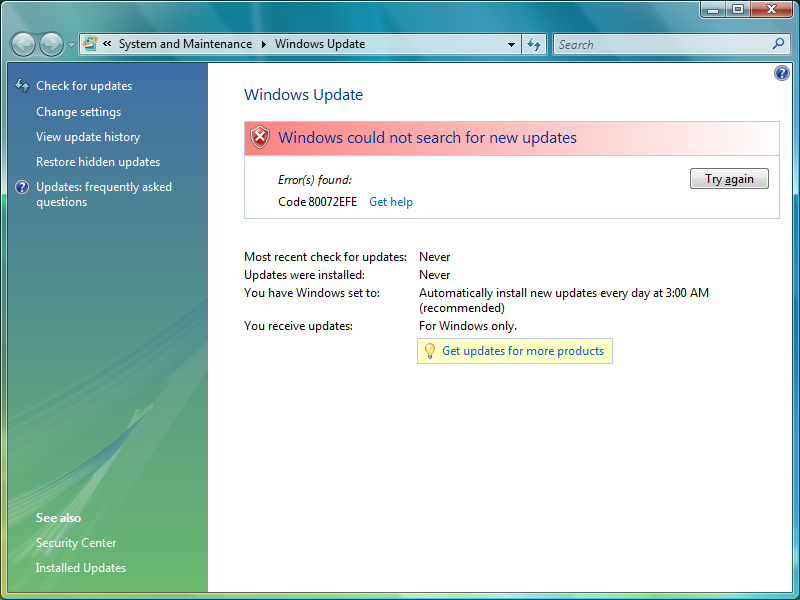 « System and Maintenance ▸ Windows Update
Search
Check for updates
Change settings
View update history
Restore hidden updates
Updates: frequently asked
questions
See also
Security Center
Installed Updates
Windows Update
Windows could not search for new updates
Error(s) found:
Code 80072EFE Get help
Try again
Most recent check for updates: Never
Updates were installed: Never
You have Windows set to: Automatically install new updates every day at 3:00 AM
(recommended)
You receive updates: For Windows only.
Get updates for more products